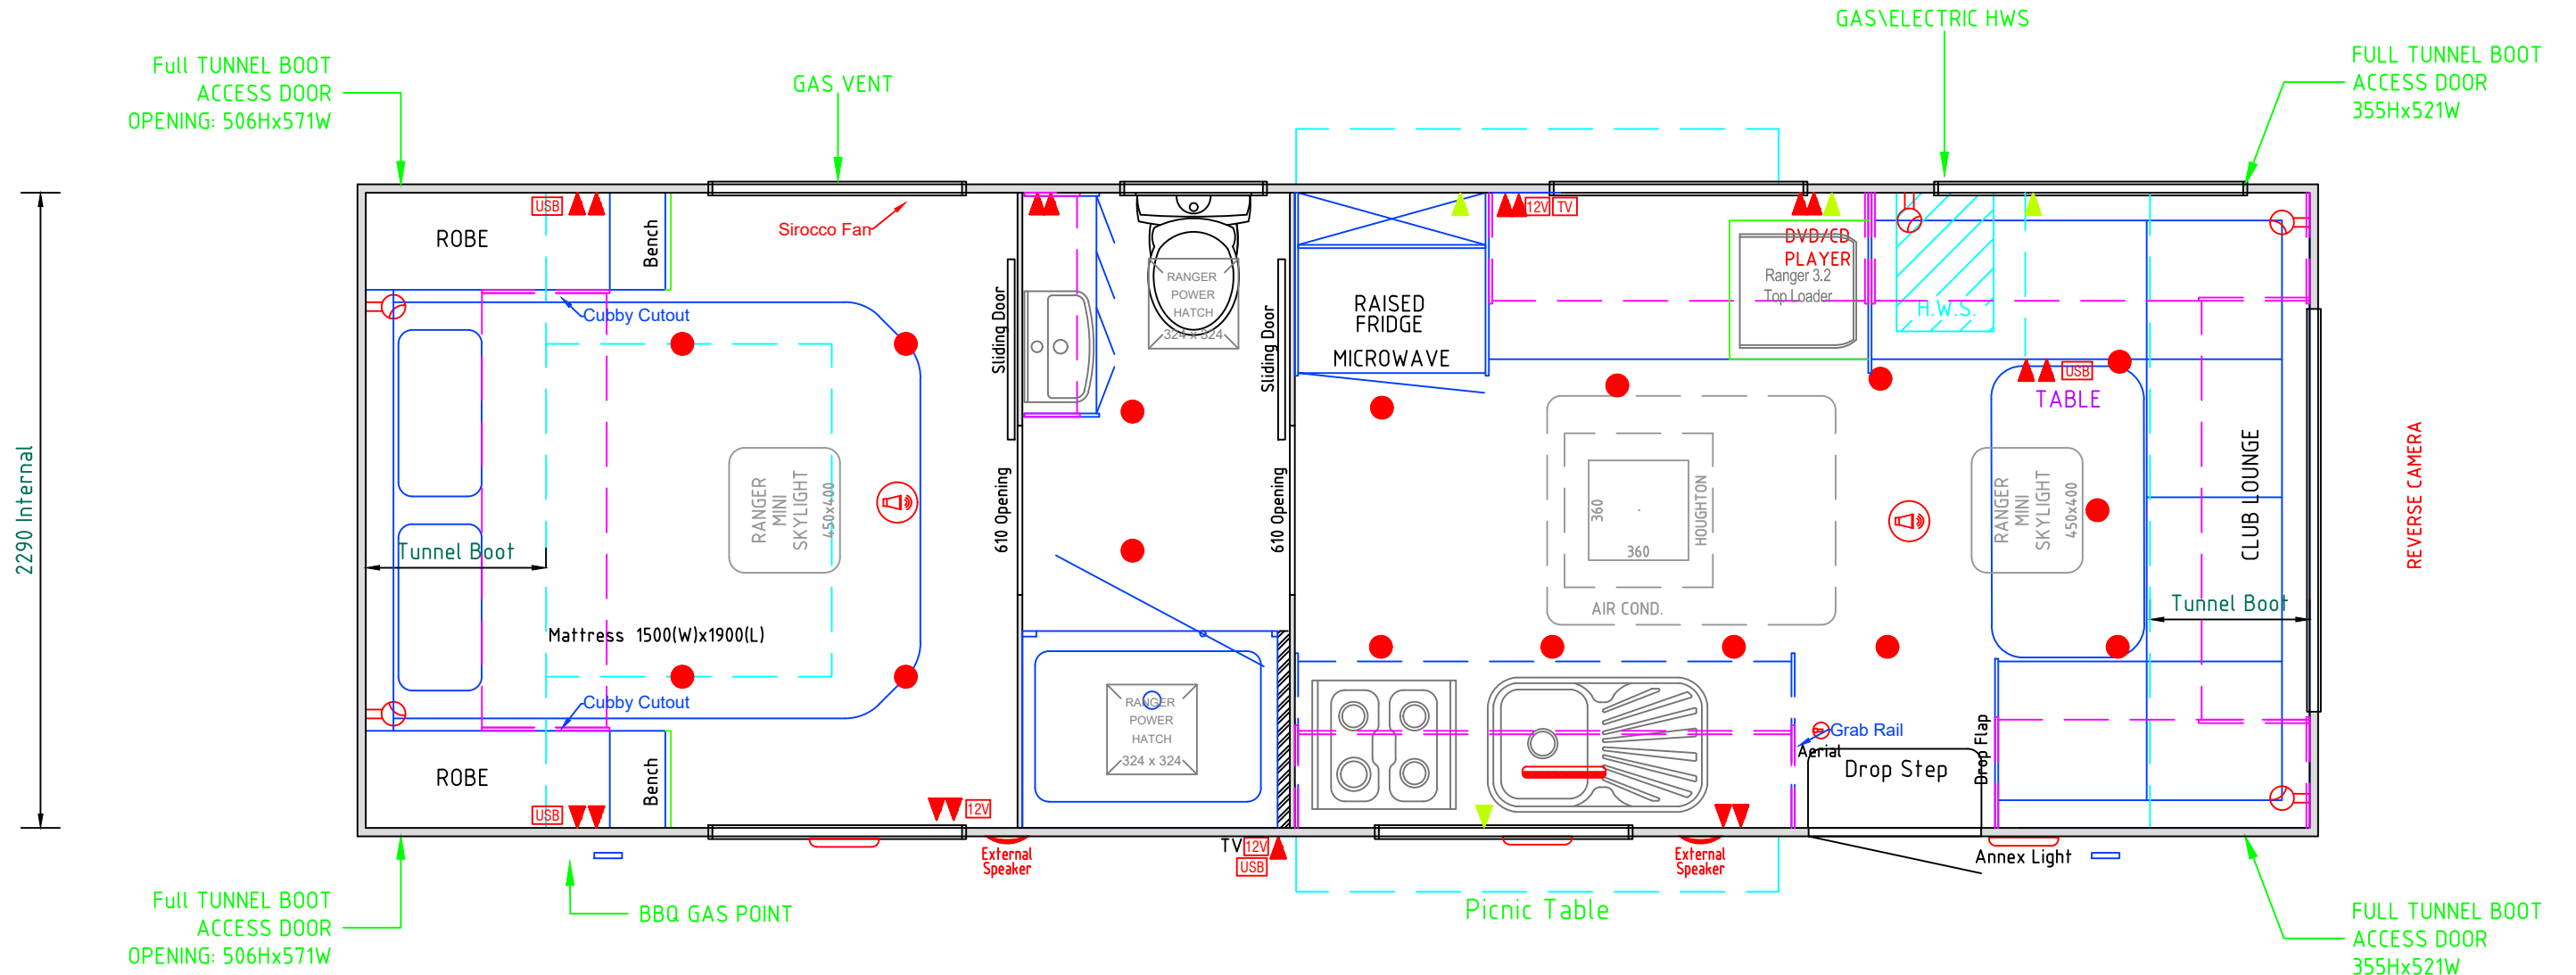 GAS\ELECTRIC HWS
Full TUNNEL BOOT
ACCESS DOOR
OPENING: 506Hx571W
GAS VENT
FULL TUNNEL BOOT
ACCESS DOOR
355Hx521W
2290 Internal
ROBE
USB
Bench
Sirocco Fan
Cubby Cutout
Tunnel Boot
Mattress 1500(W)x1900(L)
RANGER
MINI
SKYLIGHT
450x400
Cubby Cutout
ROBE
USB
Bench
12V
Sliding Door
610 Opening
RANGER
POWER
HATCH
324 x 324
Sliding Door
610 Opening
RANGER
POWER
HATCH
324 x 324
RAISED
FRIDGE
MICROWAVE
12V
TV
DVD/CD
PLAYER
Ranger 3.2
Top Loader
H.W.S.
USB
TABLE
360
360
HOUGHTON
AIR COND.
RANGER
MINI
SKYLIGHT
450x400
CLUB LOUNGE
Tunnel Boot
REVERSE CAMERA
Grab Rail
Aerial
Drop Step
Drop Flap
External
Speaker
TV
12V
USB
External
Speaker
Annex Light
Picnic Table
BBQ GAS POINT
Full TUNNEL BOOT
ACCESS DOOR
OPENING: 506Hx571W
FULL TUNNEL BOOT
ACCESS DOOR
355Hx521W